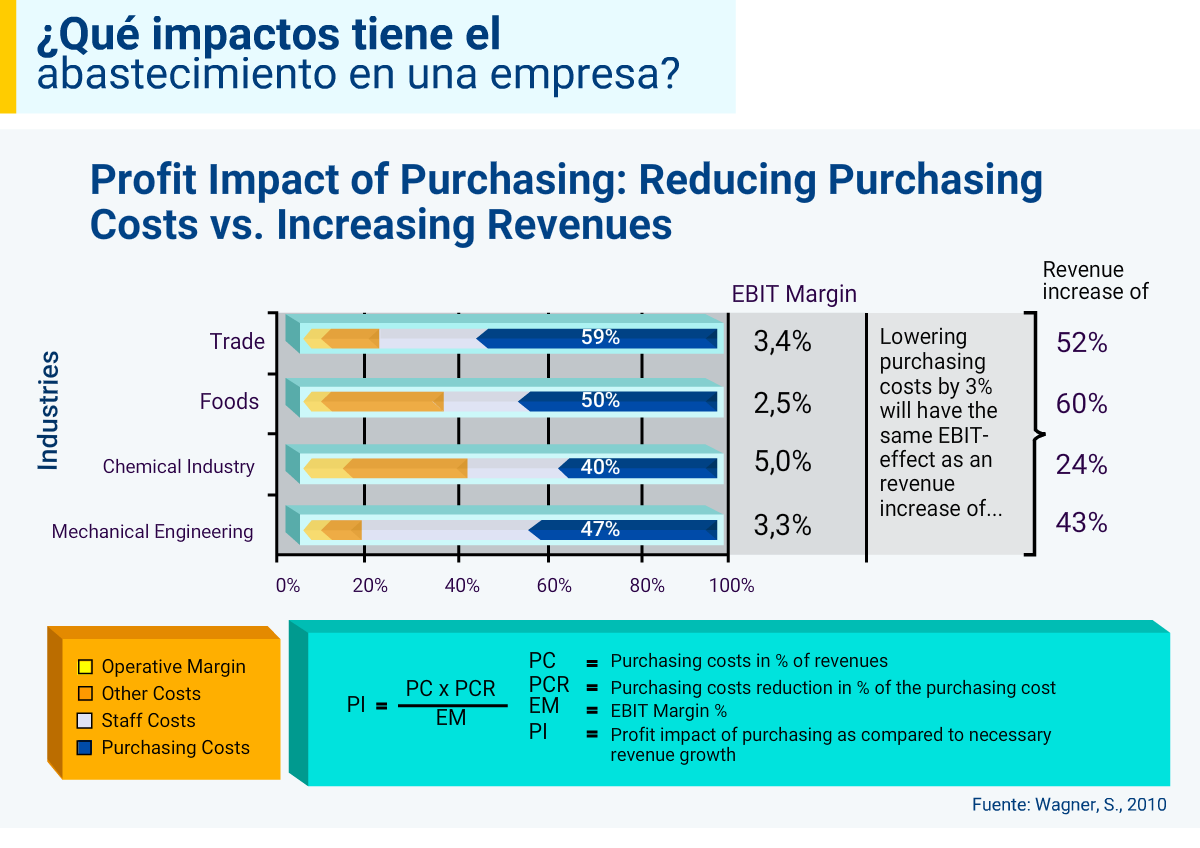 ¿Qué impactos tiene el
abastecimiento en una empresa?
Profit Impact of Purchasing: Reducing Purchasing
Costs vs. Increasing Revenues
EBIT Margin
Revenue
increase of
Industries
Trade
59%
3,4%
52%
Foods
50%
2,5%
60%
Chemical Industry
40%
5,0%
24%
Mechanical Engineering
47%
3,3%
43%
Lowering
purchasing
costs by 3%
will have the
same EBIT-
effect as an
revenue
increase of...
0% 20% 40% 60% 80% 100%
Operative Margin
Other Costs
Staff Costs
Purchasing Costs
PI = PC x PCR
EM
PC = Purchasing costs in % of revenues
PCR = Purchasing costs reduction in % of the purchasing cost
EM = EBIT Margin %
PI = Profit impact of purchasing as compared to necessary
revenue growth
Fuente: Wagner, S., 2010